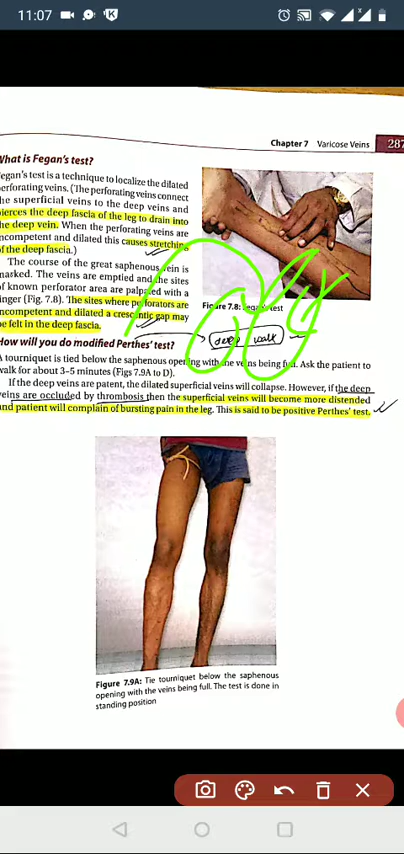 11:07
Chapter 7 Varicose Veins 287
What is Fegan's test?
Fegan's test is a technique to localize the dilated
perforating veins. (The perforating veins connect
the superficial veins to the deep veins and
pierces the deep fascia of the leg to drain into
the deep vein. When the perforating veins are
incompetent and dilated this causes stretching
of the deep fascia.)
The course of the great saphenous vein is
marked. The veins are emptied and the sites
of known perforator area are palpated with a
finger (Fig. 7.8). The sites where perforators are
incompetent and dilated a crescentic gap may
be felt in the deep fascia.
Figure 7.8: Fegan's test
deep walk
How will you do modified Perthes' test?
A tourniquet is tied below the saphenous opening with the veins being full. Ask the patient to
walk for about 3–5 minutes (Figs 7.9A to D).
If the deep veins are patent, the dilated superficial veins will collapse. However, if the deep
veins are occluded by thrombosis then the superficial veins will become more distended
and patient will complain of bursting pain in the leg. This is said to be positive Perthes' test.
Figure 7.9A: Tie tourniquet below the saphenous
opening with the veins being full. The test is done in
standing position